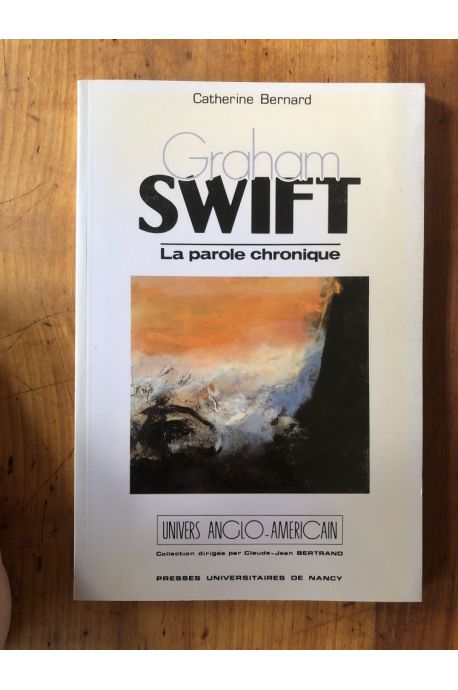 Catherine Bernard
Graham
SWIFT
La parole chronique
UNIVERS ANGLO-AMERICAIN
Collection dirigée par Claude-Jean BERTRAND
PRESSES UNIVERSITAIRES DE NANCY